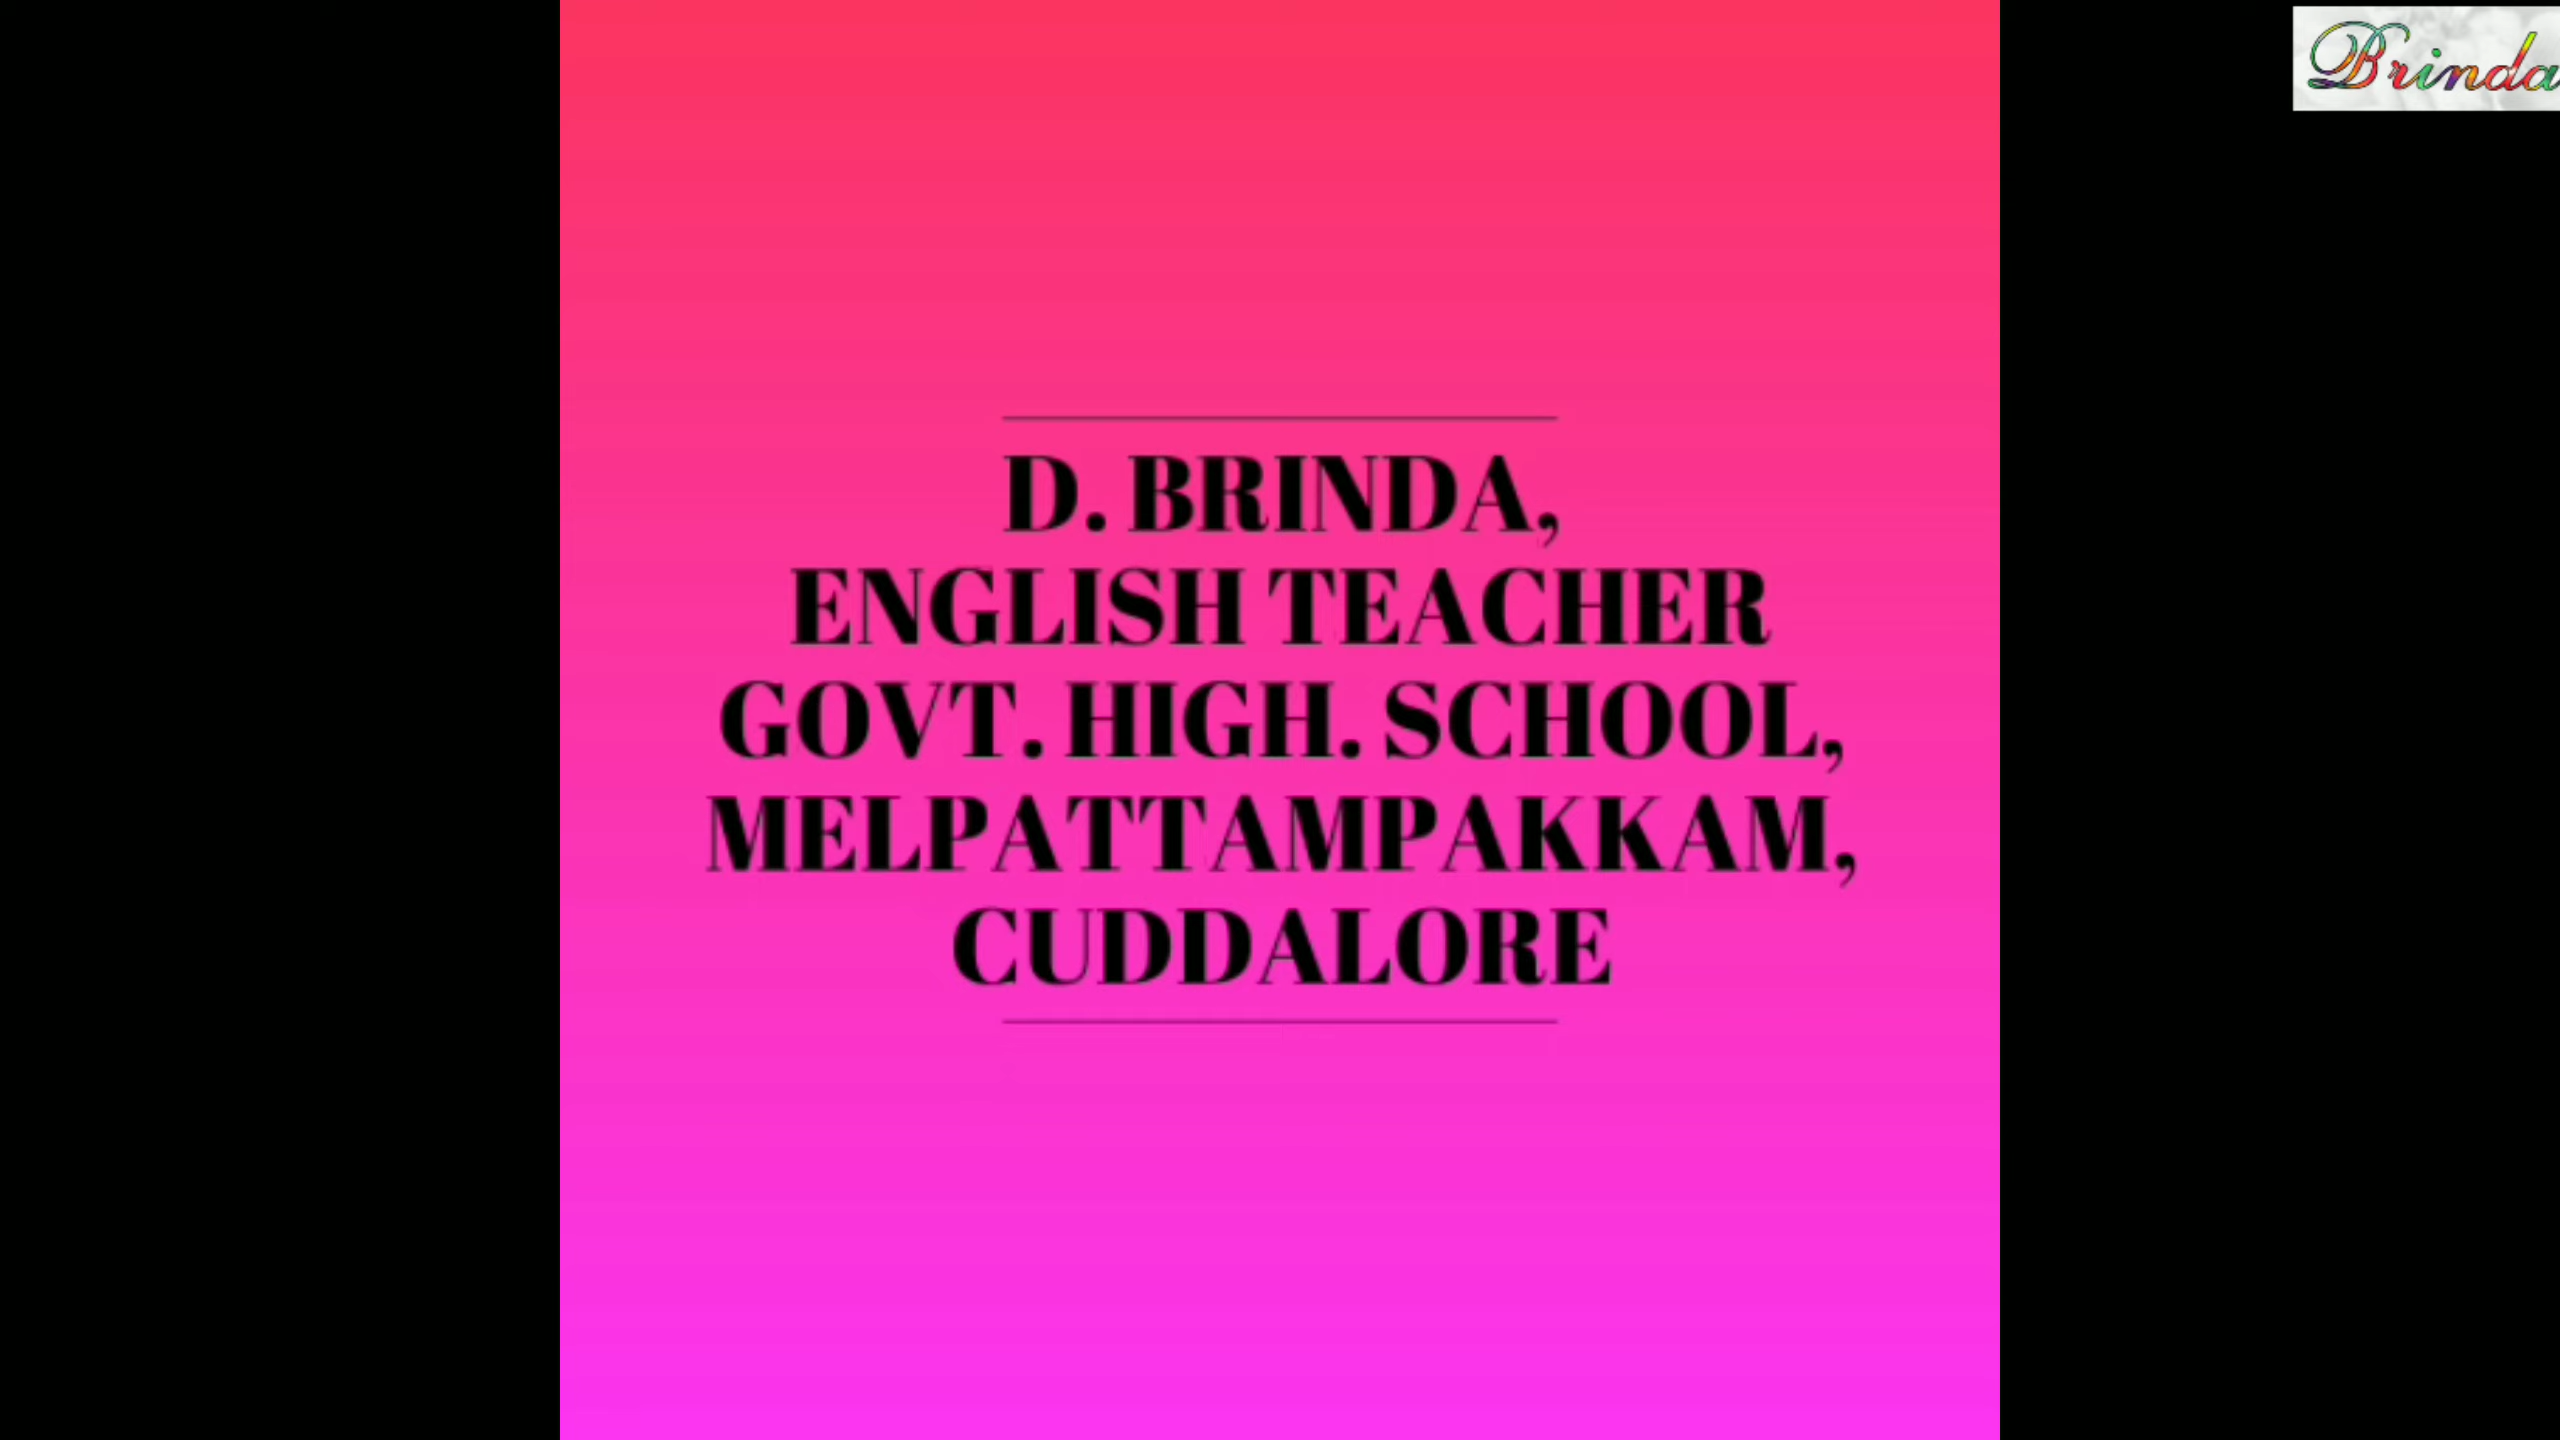 Brinda
D. BRINDA,
ENGLISH TEACHER
GOVT. HIGH. SCHOOL,
MELPATTAMPAKKAM,
CUDDALORE